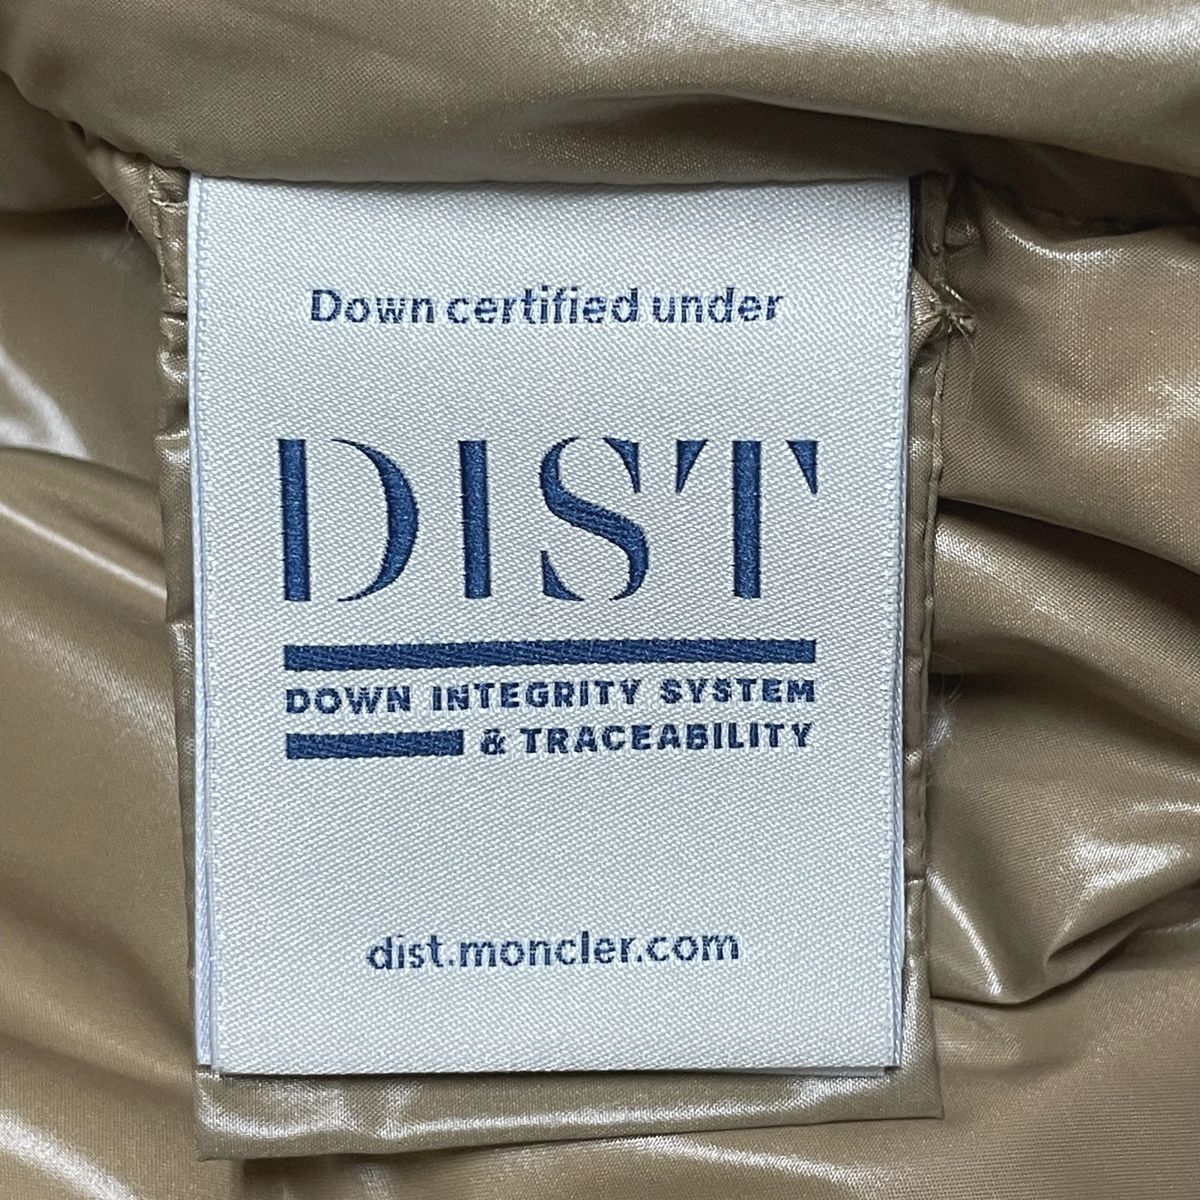 Down certified under
DIST
DOWN INTEGRITY SYSTEM
& TRACEABILITY
dist.moncler.com